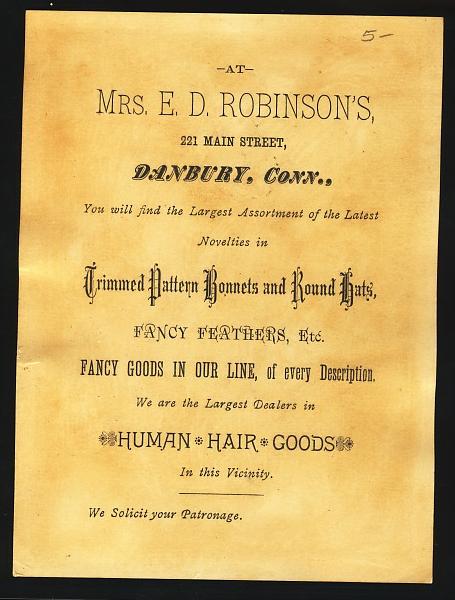 5-
-AT-
MRS. E. D. ROBINSON'S,
221 MAIN STREET,
DANBURY, CONN.,
You will find the Largest Assortment of the Latest
Novelties in
Trimmed Pattern Bonnets and Round Hats,
FANCY FEATHERS, Etc.
FANCY GOODS IN OUR LINE, of every Description.
We are the Largest Dealers in
HUMAN * HAIR * GOODS
In this Vicinity.
We Solicit your Patronage.